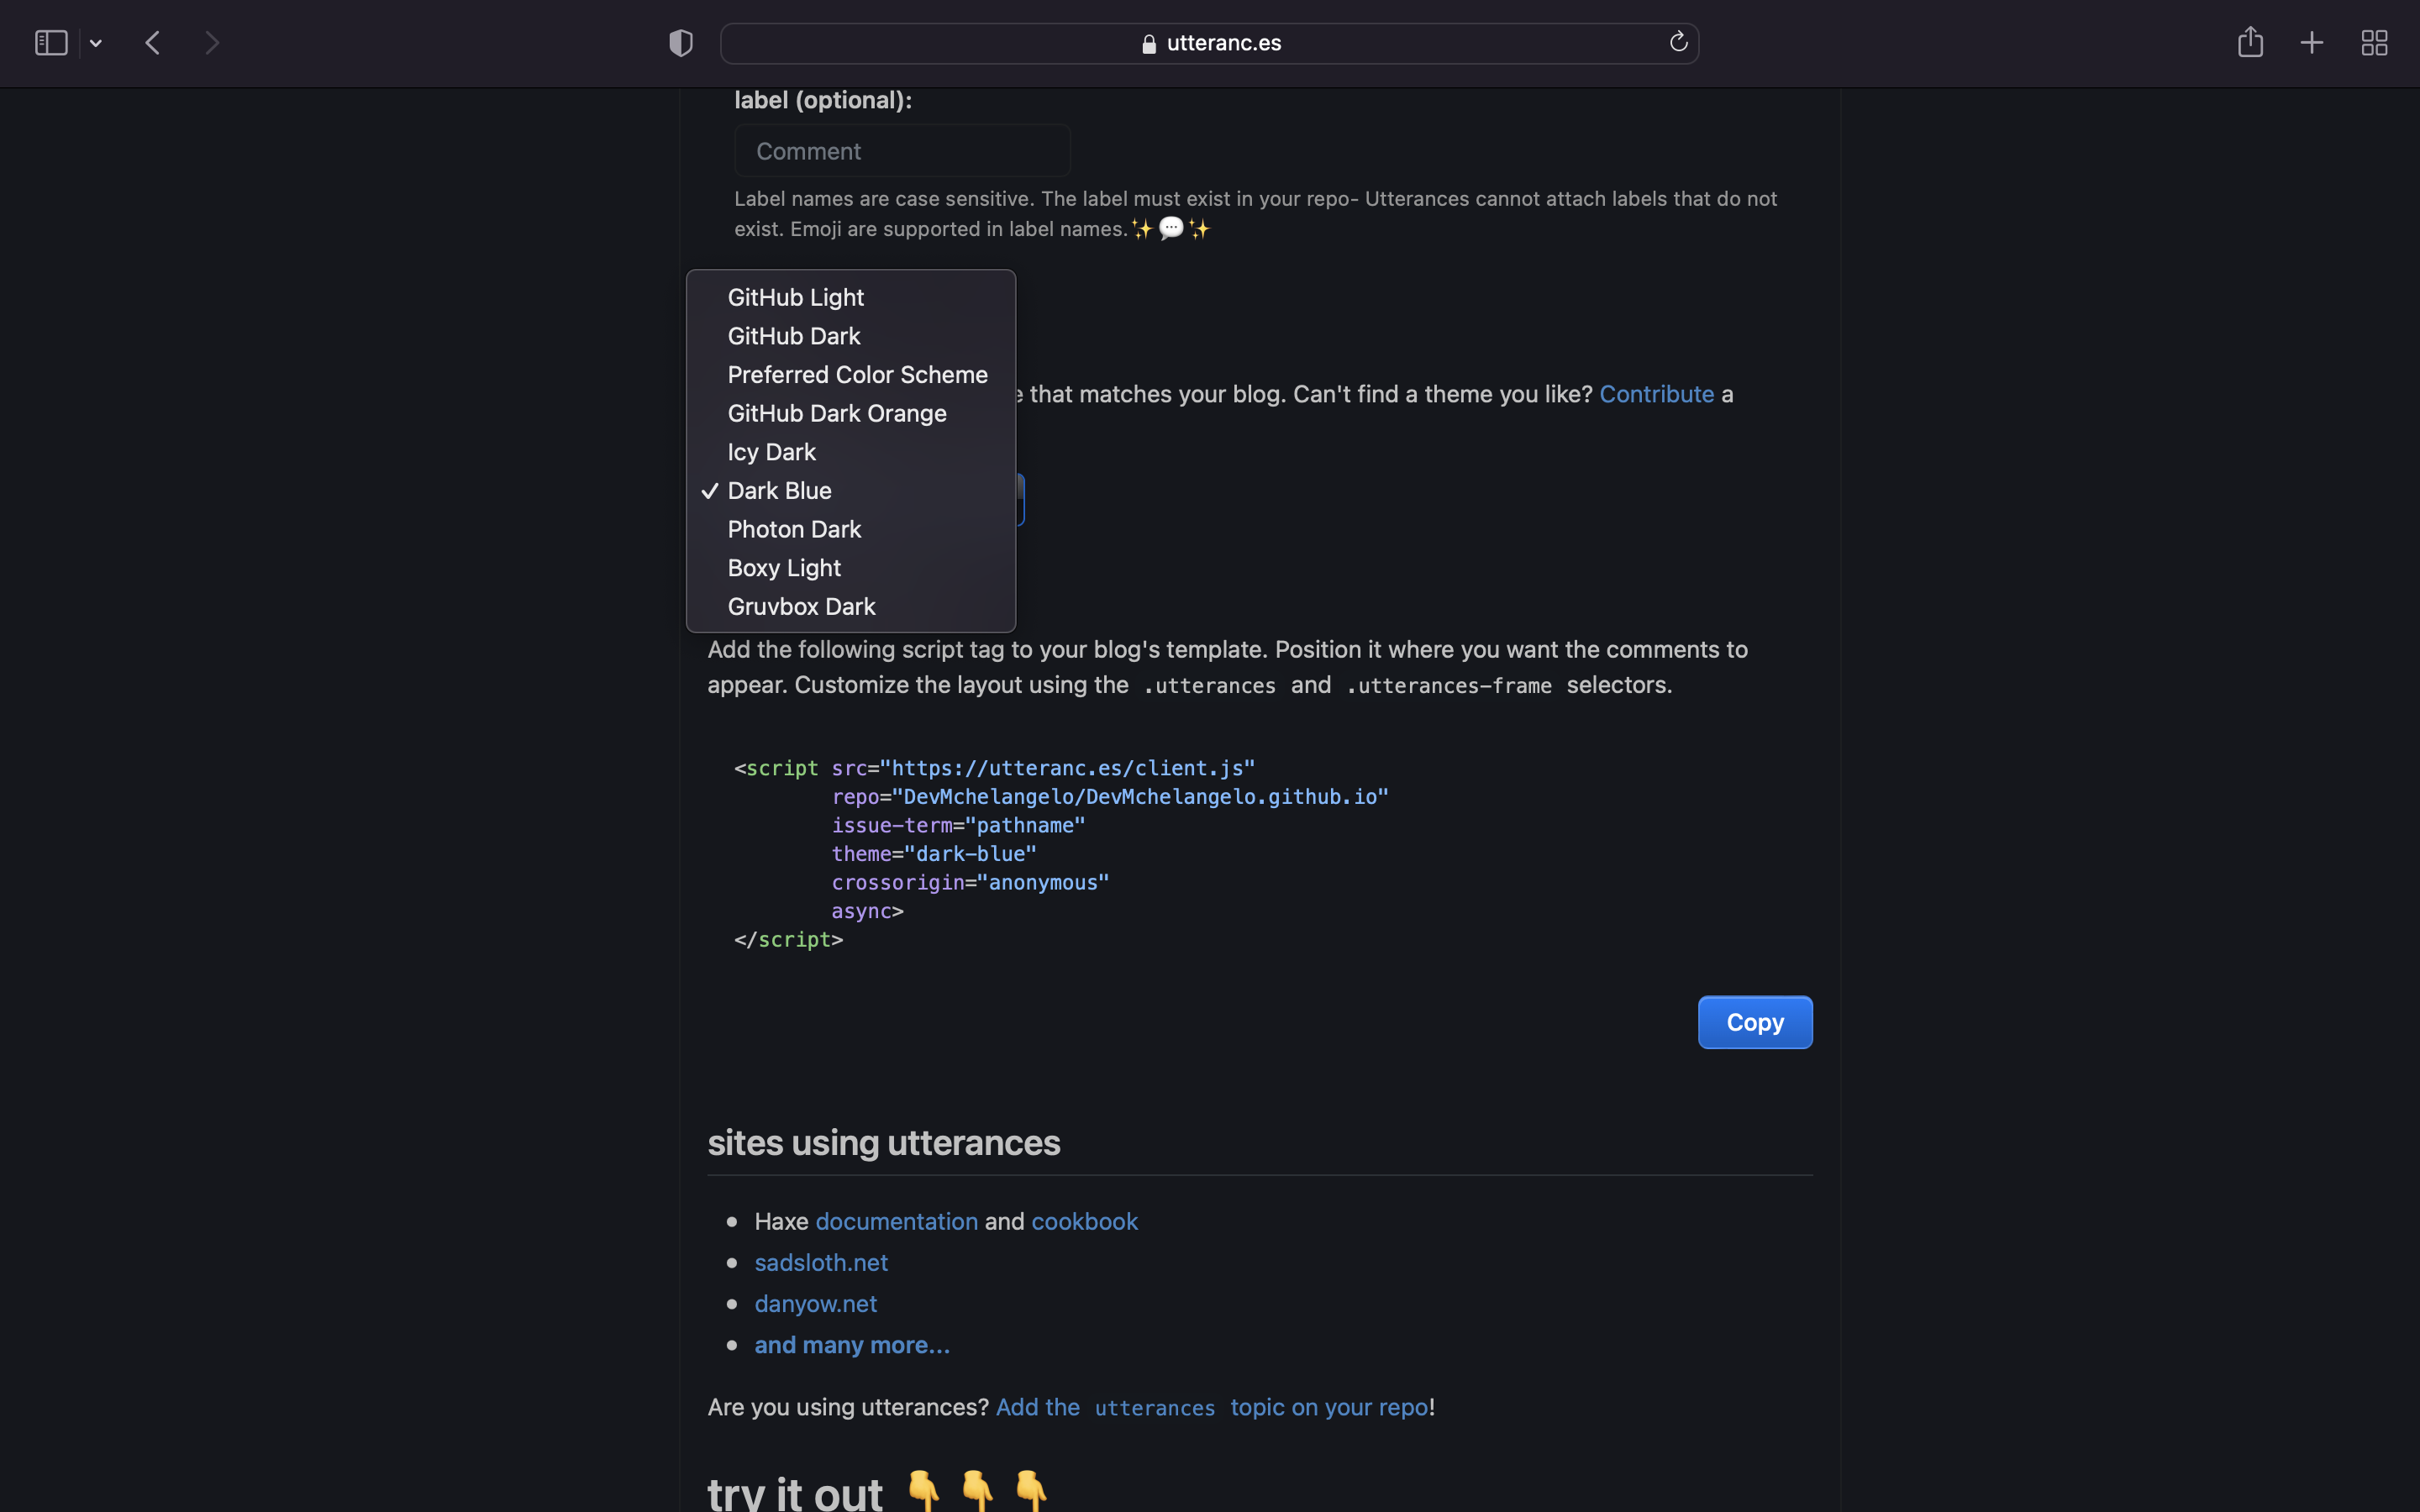 utteranc.es
label (optional):
Comment
Label names are case sensitive. The label must exist in your repo- Utterances cannot attach labels that do not
exist. Emoji are supported in label names.✨💬✨
GitHub Light
GitHub Dark
Preferred Color Scheme
GitHub Dark Orange
Icy Dark
✓ Dark Blue
Photon Dark
Boxy Light
Gruvbox Dark
that matches your blog. Can't find a theme you like? Contribute a
Add the following script tag to your blog's template. Position it where you want the comments to
appear. Customize the layout using the .utterances and .utterances-frame selectors.
<script src="https://utteranc.es/client.js"
repo="DevMchelangelo/DevMchelangelo.github.io"
issue-term="pathname"
theme="dark-blue"
crossorigin="anonymous"
async>
</script>
Copy
sites using utterances
• Haxe documentation and cookbook
• sadsloth.net
• danyow.net
• and many more...
Are you using utterances? Add the utterances topic on your repo!
try it out 👇👇👇